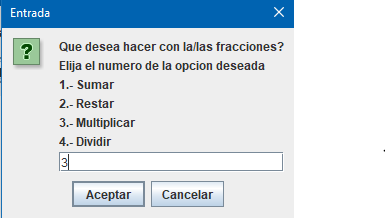 Entrada
Que desea hacer con la/las fracciones?
Elija el numero de la opcion deseada
1.- Sumar
2.- Restar
3.- Multiplicar
4.- Dividir
3
Aceptar Cancelar